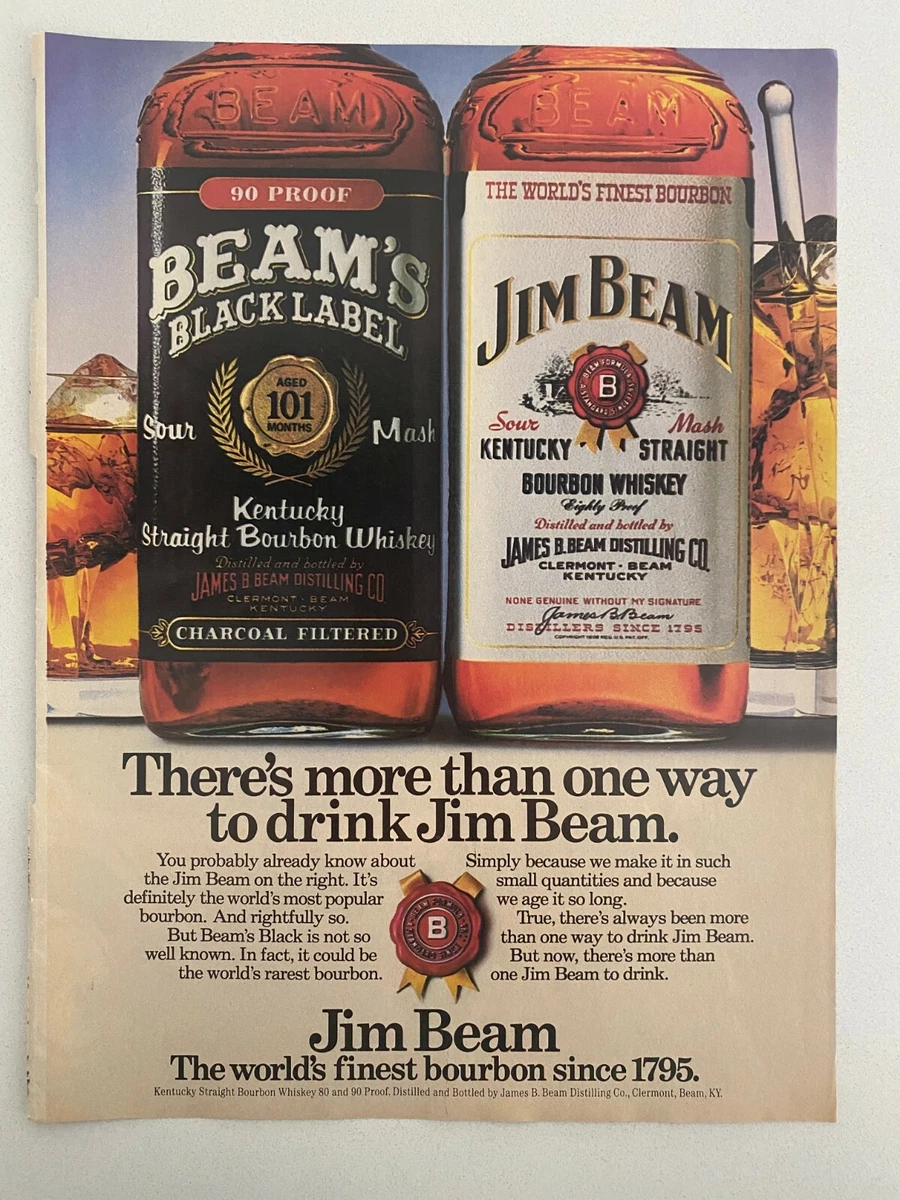 BEAM
90 PROOF
BEAM'S
BLACK LABEL
AGED
101
MONTHS
Sour Mash
Kentucky
Straight Bourbon Whiskey
Distilled and bottled by
JAMES B BEAM DISTILLING CO
CLERMONT · BEAM
KENTUCKY
CHARCOAL FILTERED
BEAM
THE WORLD'S FINEST BOURBON
JIM BEAM
B
Sour Mash
KENTUCKY STRAIGHT
BOURBON WHISKEY
Eighty Proof
Distilled and bottled by
JAMES B. BEAM DISTILLING CO.
CLERMONT · BEAM
KENTUCKY
NONE GENUINE WITHOUT MY SIGNATURE
James B. Beam
DISTILLERS SINCE 1795
There's more than one way
to drink Jim Beam.
You probably already know about
the Jim Beam on the right. It's
definitely the world's most popular
bourbon. And rightfully so.
But Beam's Black is not so
well known. In fact, it could be
the world's rarest bourbon.
B
Simply because we make it in such
small quantities and because
we age it so long.
True, there's always been more
than one way to drink Jim Beam.
But now, there's more than
one Jim Beam to drink.
Jim Beam
The world's finest bourbon since 1795.
Kentucky Straight Bourbon Whiskey 80 and 90 Proof. Distilled and Bottled by James B. Beam Distilling Co., Clermont, Beam, KY.